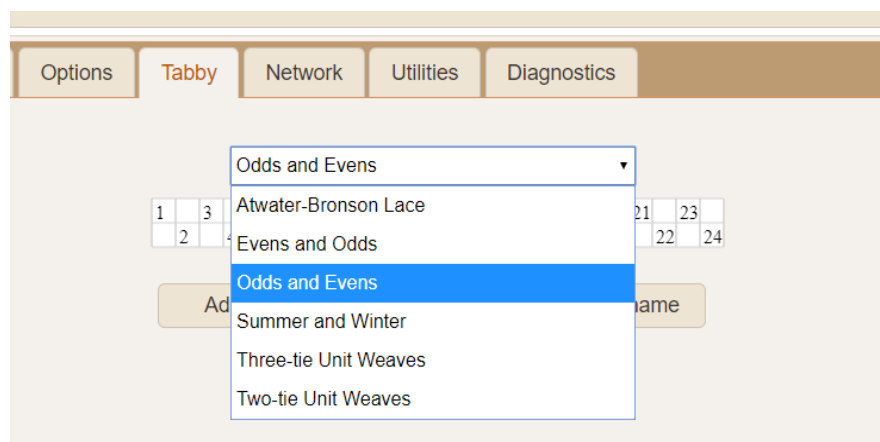 Options Tabby Network Utilities Diagnostics
Odds and Evens
Atwater-Bronson Lace
1 3 21 23
Evens and Odds
2 22 24
Odds and Evens
Ad
Summer and Winter
Three-tie Unit Weaves
Two-tie Unit Weaves